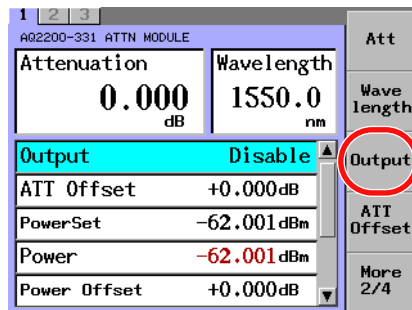 1 2 3
AQ2200-331 ATTN MODULE
Attenuation
0.000
dB
Wavelength
1550.0
nm
Output Disable
ATT Offset +0.000dB
PowerSet -62.001dBm
Power -62.001dBm
Power Offset +0.000dB
Att
Wave
length
Output
ATT
Offset
More
2/4